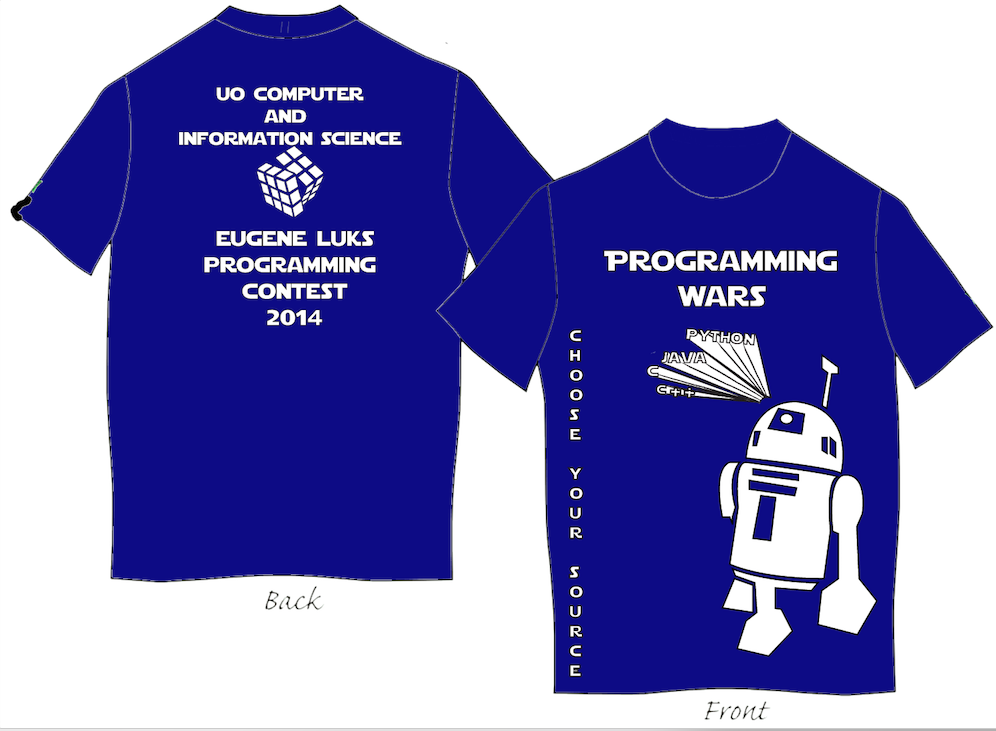 UO COMPUTER
AND
INFORMATION SCIENCE
EUGENE LUKS
PROGRAMMING
CONTEST
2014
Back
PROGRAMMING
WARS
PYTHON
JAVA
C
C++
CHOOSE YOUR SOURCE
Front